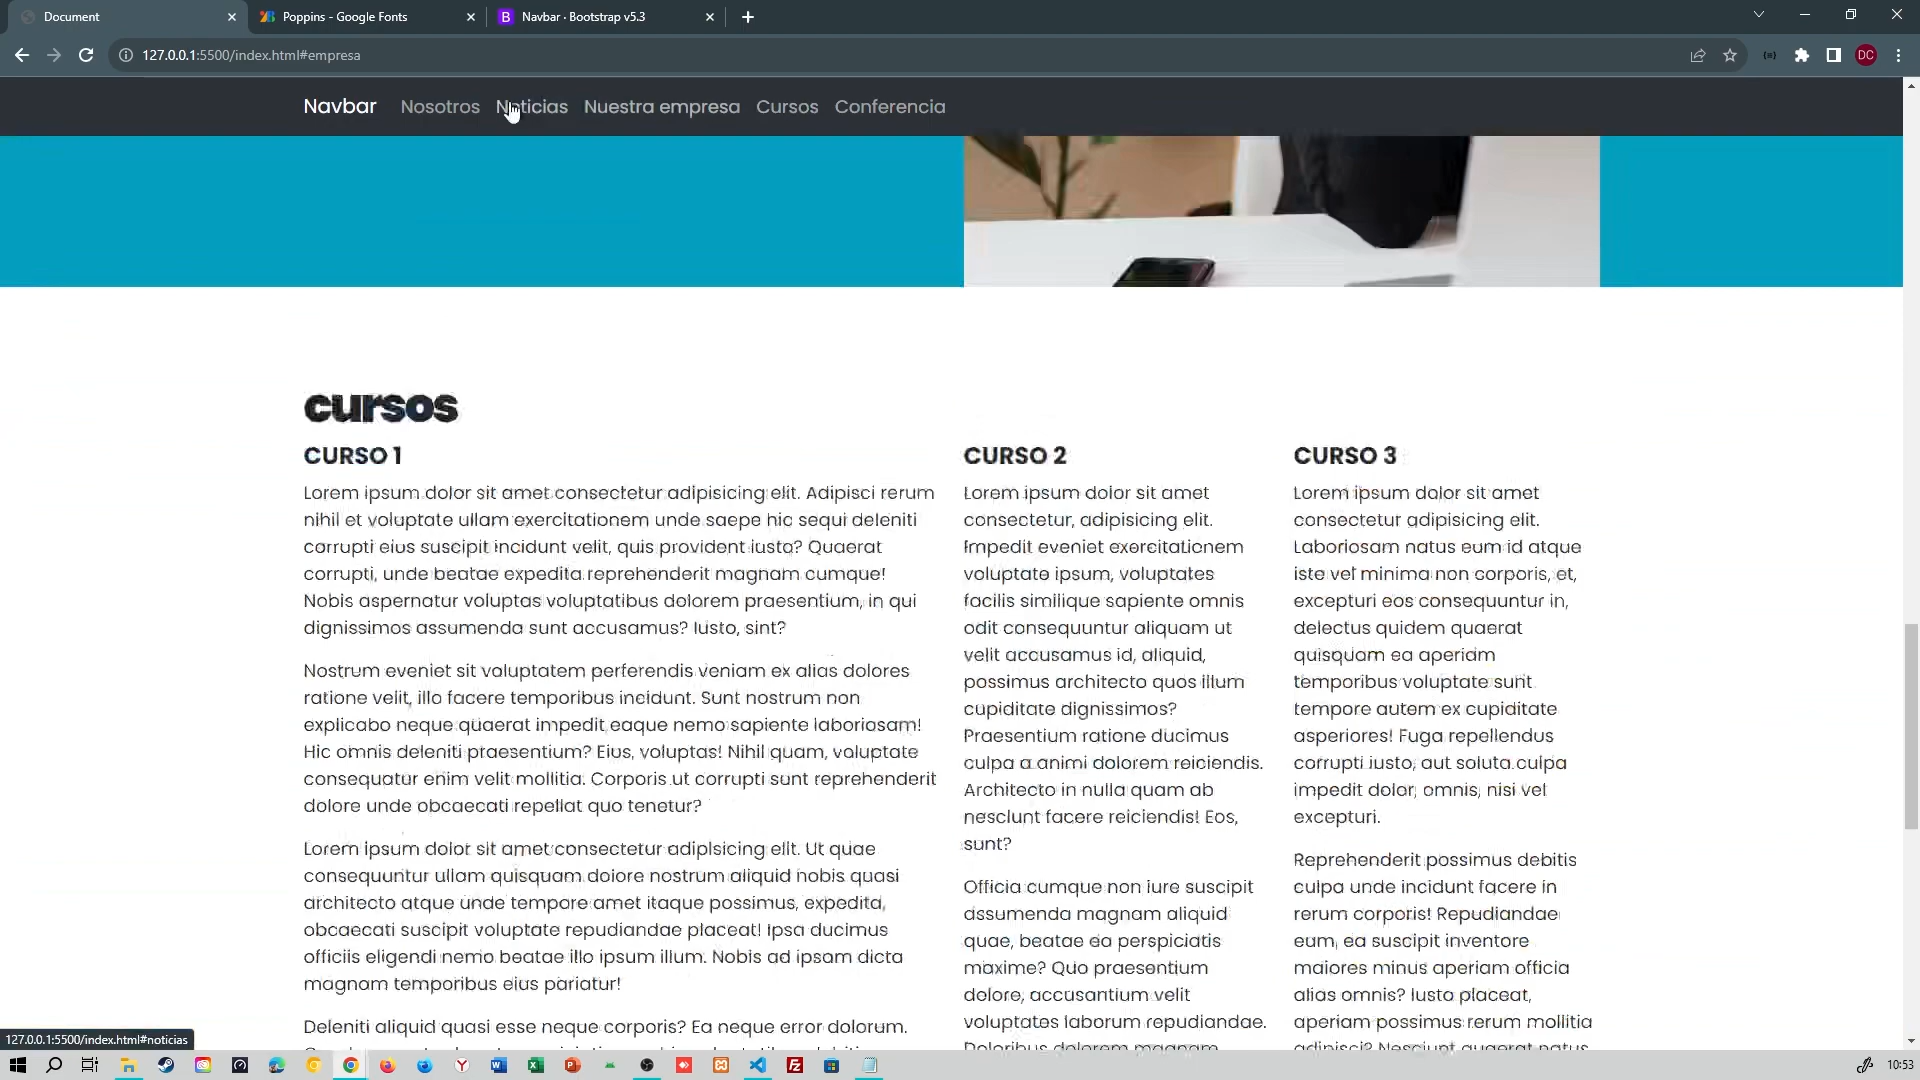 Document
Poppins - Google Fonts
Navbar · Bootstrap v5.3
127.0.0.1:5500/index.html#empresa
DC
Navbar Nosotros Noticias Nuestra empresa Cursos Conferencia
cursos
CURSO 1
Lorem ipsum dolor sit amet consectetur adipisicing elit. Adipisci rerum
nihil et voluptate ullam exercitationem unde saepe hic sequi deleniti
corrupti eius suscipit incidunt velit, quis provident iusto? Quaerat
corrupti, unde beatae expedita reprehenderit magnam cumque!
Nobis aspernatur voluptas voluptatibus dolorem praesentium, in qui
dignissimos assumenda sunt accusamus? Iusto, sint?
Nostrum eveniet sit voluptatem perferendis veniam ex alias dolores
ratione velit, illo facere temporibus incidunt. Sunt nostrum non
explicabo neque quaerat impedit eaque nemo sapiente laboriosam!
Hic omnis deleniti praesentium? Eius, voluptas! Nihil quam, voluptate
consequatur enim velit mollitia. Corporis ut corrupti sunt reprehenderit
dolore unde obcaecati repellat quo tenetur?
Lorem ipsum dolor sit amet consectetur adipisicing elit. Ut quae
consequuntur ullam quisquam dolore nostrum aliquid nobis quasi
architecto atque unde tempore amet itaque possimus, expedita,
obcaecati suscipit voluptate repudiandae placeat! Ipsa ducimus
officiis eligendi nemo beatae illo ipsum illum. Nobis ad ipsam dicta
magnam temporibus eius pariatur!
Deleniti aliquid quasi esse neque corporis? Ea neque error dolorum.
CURSO 2
Lorem ipsum dolor sit amet
consectetur, adipisicing elit.
Impedit eveniet exercitationem
voluptate ipsum, voluptates
facilis similique sapiente omnis
odit consequuntur aliquam ut
velit accusamus id, aliquid,
possimus architecto quos illum
cupiditate dignissimos?
Praesentium ratione ducimus
culpa a animi dolorem reiciendis.
Architecto in nulla quam ab
nesciunt facere reiciendis! Eos,
sunt?
Officia cumque non iure suscipit
assumenda magnam aliquid
quae, beatae ea perspiciatis
maxime? Quo praesentium
dolore, accusantium velit
voluptates laborum repudiandae.
Doloribus dolorem magnam
CURSO 3
Lorem ipsum dolor sit amet
consectetur adipisicing elit.
Laboriosam natus eum id atque
iste vel minima non corporis, et,
excepturi eos consequuntur in,
delectus quidem quaerat
quisquam ea aperiam
temporibus voluptate sunt
tempore autem ex cupiditate
asperiores! Fuga repellendus
corrupti iusto, aut soluta culpa
impedit dolor, omnis, nisi vel
excepturi.
Reprehenderit possimus debitis
culpa unde incidunt facere in
rerum corporis! Repudiandae
eum, ea suscipit inventore
maiores minus aperiam officia
alias omnis? Iusto placeat,
aperiam possimus rerum mollitia
adipisci? Nesciunt quaerat natus
127.0.0.1:5500/index.html#noticias
10:53